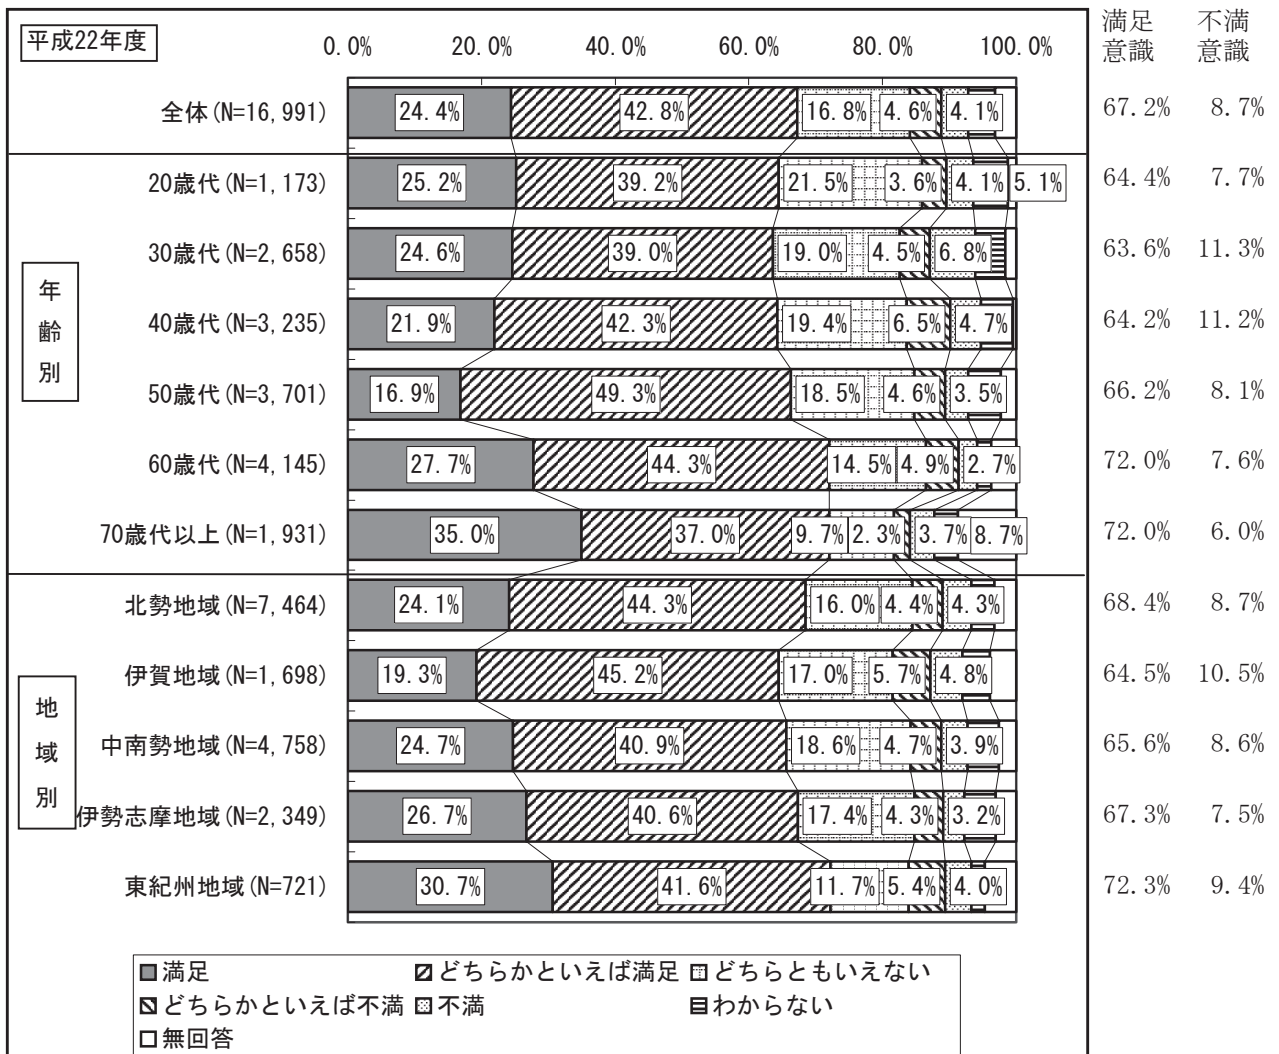 満足 不満
意識 意識
平成22年度
0.0% 20.0% 40.0% 60.0% 80.0% 100.0%
全体(N=16,991) 24.4% 42.8% 16.8% 4.6% 4.1% 67.2% 8.7%
年齢別
20歳代(N=1,173) 25.2% 39.2% 21.5% 3.6% 4.1% 5.1% 64.4% 7.7%
30歳代(N=2,658) 24.6% 39.0% 19.0% 4.5% 6.8% 63.6% 11.3%
40歳代(N=3,235) 21.9% 42.3% 19.4% 6.5% 4.7% 64.2% 11.2%
50歳代(N=3,701) 16.9% 49.3% 18.5% 4.6% 3.5% 66.2% 8.1%
60歳代(N=4,145) 27.7% 44.3% 14.5% 4.9% 2.7% 72.0% 7.6%
70歳代以上(N=1,931) 35.0% 37.0% 9.7% 2.3% 3.7% 8.7% 72.0% 6.0%
地域別
北勢地域(N=7,464) 24.1% 44.3% 16.0% 4.4% 4.3% 68.4% 8.7%
伊賀地域(N=1,698) 19.3% 45.2% 17.0% 5.7% 4.8% 64.5% 10.5%
中南勢地域(N=4,758) 24.7% 40.9% 18.6% 4.7% 3.9% 65.6% 8.6%
伊勢志摩地域(N=2,349) 26.7% 40.6% 17.4% 4.3% 3.2% 67.3% 7.5%
東紀州地域(N=721) 30.7% 41.6% 11.7% 5.4% 4.0% 72.3% 9.4%
満足 どちらかといえば満足 どちらともいえない
どちらかといえば不満 不満 わからない
無回答